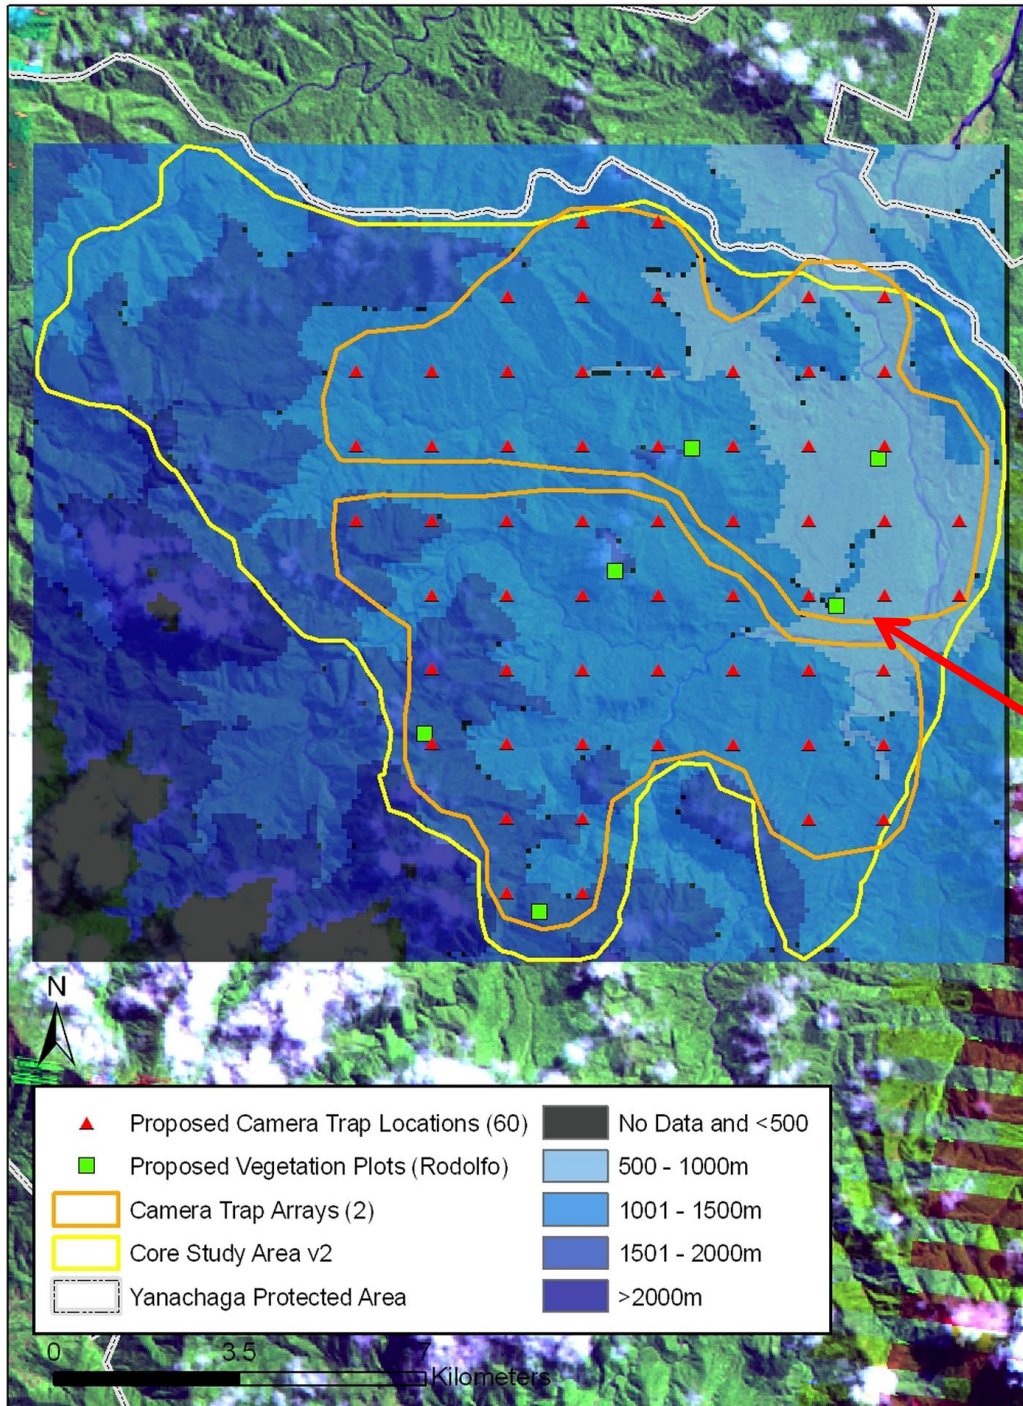 N
Proposed Camera Trap Locations (60)
Proposed Vegetation Plots (Rodolfo)
Camera Trap Arrays (2)
Core Study Area v2
Yanachaga Protected Area
No Data and <500
500 - 1000m
1001 - 1500m
1501 - 2000m
>2000m
0 3.5 7
Kilometers